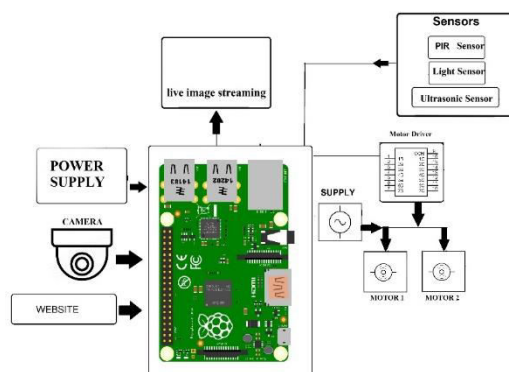 Sensors
PIR Sensor
Light Sensor
Ultrasonic Sensor
live image streaming
Motor Driver
POWER
SUPPLY
SUPPLY
CAMERA
WEBSITE
MOTOR 1
MOTOR 2